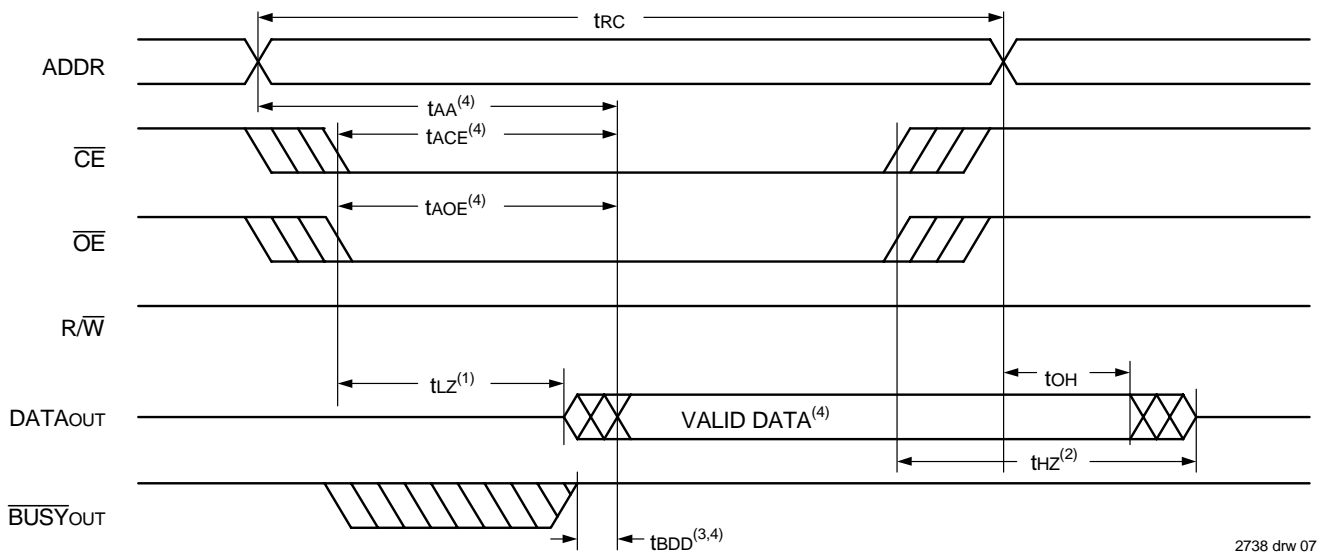 tRC
ADDR
tAA(4)
tACE(4)
CE
tAOE(4)
OE
R/W
tLZ(1)
tOH
DATAOUT
VALID DATA(4)
tHZ(2)
BUSYOUT
tBDD(3,4)
2738 drw 07